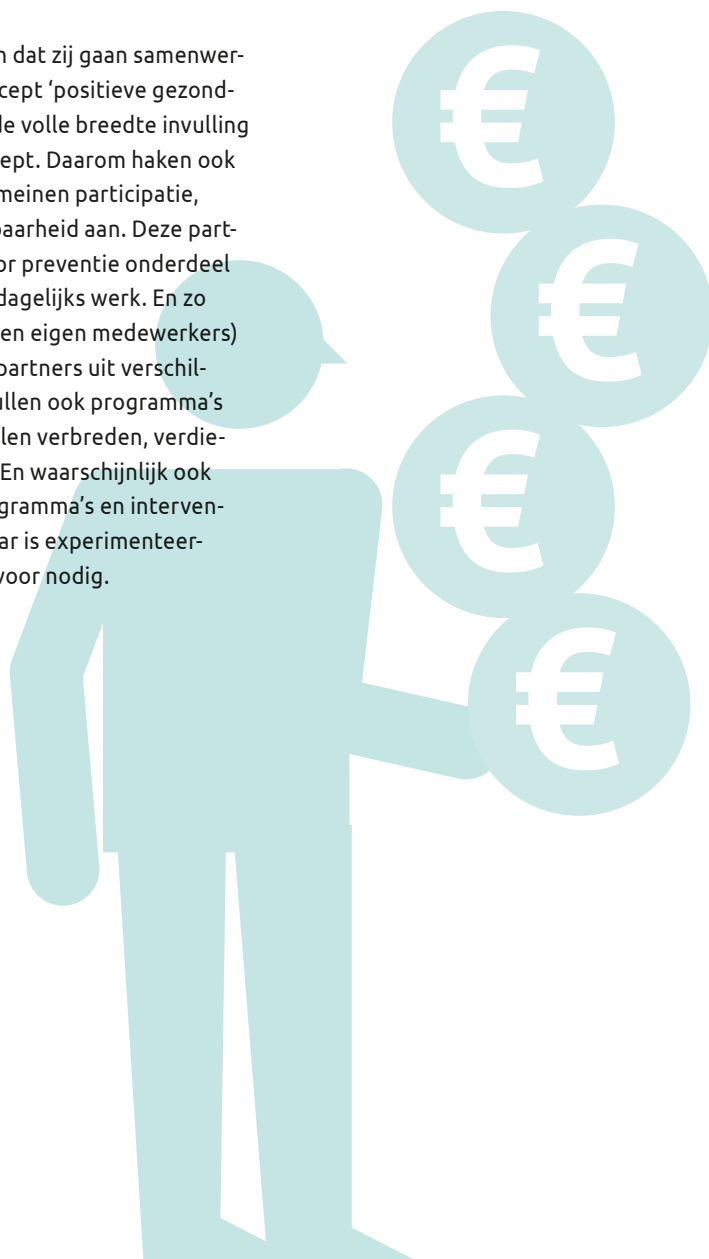 n dat zij gaan samenwer-
cept ‘positieve gezond-
de volle breedte invulling
ept. Daarom haken ook
meinen participatie,
baarheid aan. Deze part-
or preventie onderdeel
dagelijks werk. En zo
en eigen medewerkers)
partners uit verschil-
llen ook programma’s
len verbreden, verdie-
En waarschijnlijk ook
gramma’s en interven-
ar is experimenteer-
voor nodig.
€
€
€
€